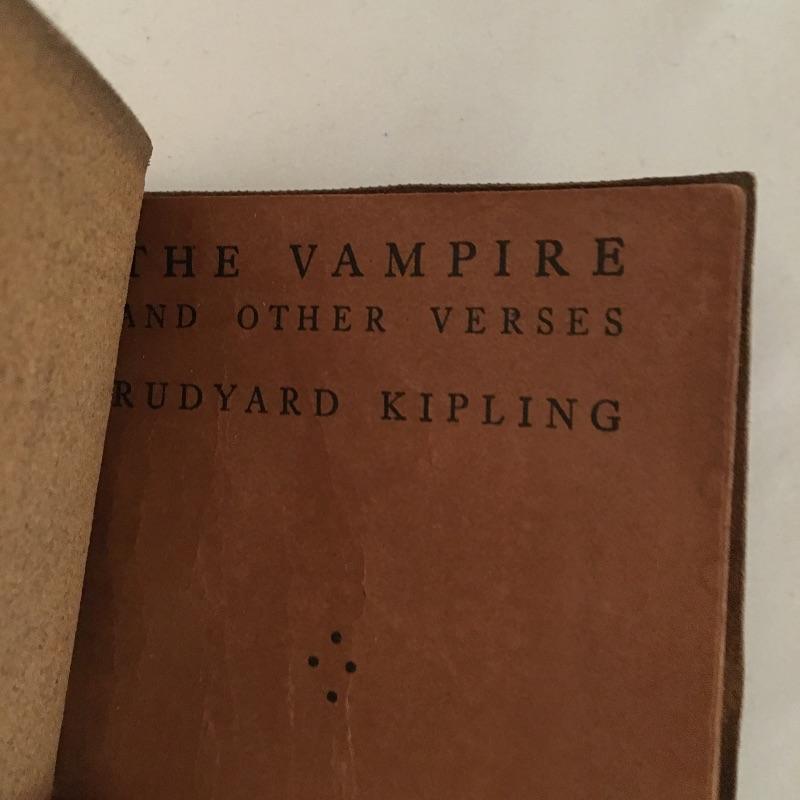 THE VAMPIRE
AND OTHER VERSES
RUDYARD KIPLING